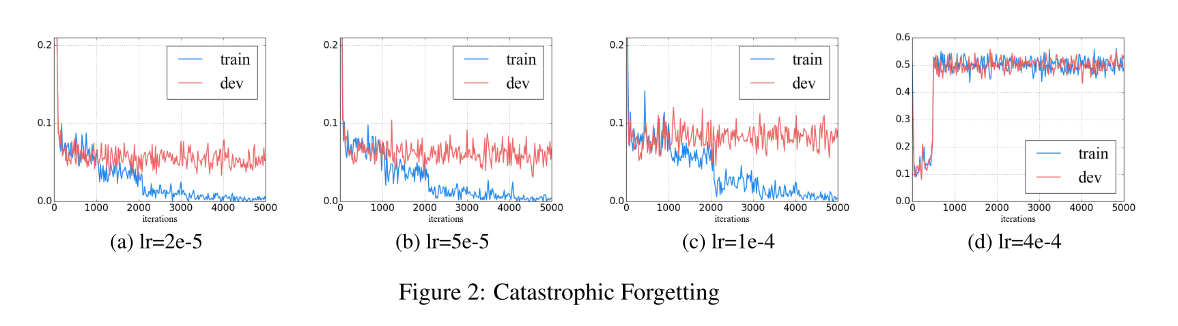 0.2
0.1
0.0
0 1000 2000 3000 4000 5000
iterations
train
dev
(a) lr=2e-5
0.2
0.1
0.0
0 1000 2000 3000 4000 5000
iterations
train
dev
(b) lr=5e-5
0.2
0.1
0.0
0 1000 2000 3000 4000 5000
iterations
train
dev
(c) lr=1e-4
0.6
0.5
0.4
0.3
0.2
0.1
0.0
0 1000 2000 3000 4000 5000
iterations
train
dev
(d) lr=4e-4
Figure 2: Catastrophic Forgetting